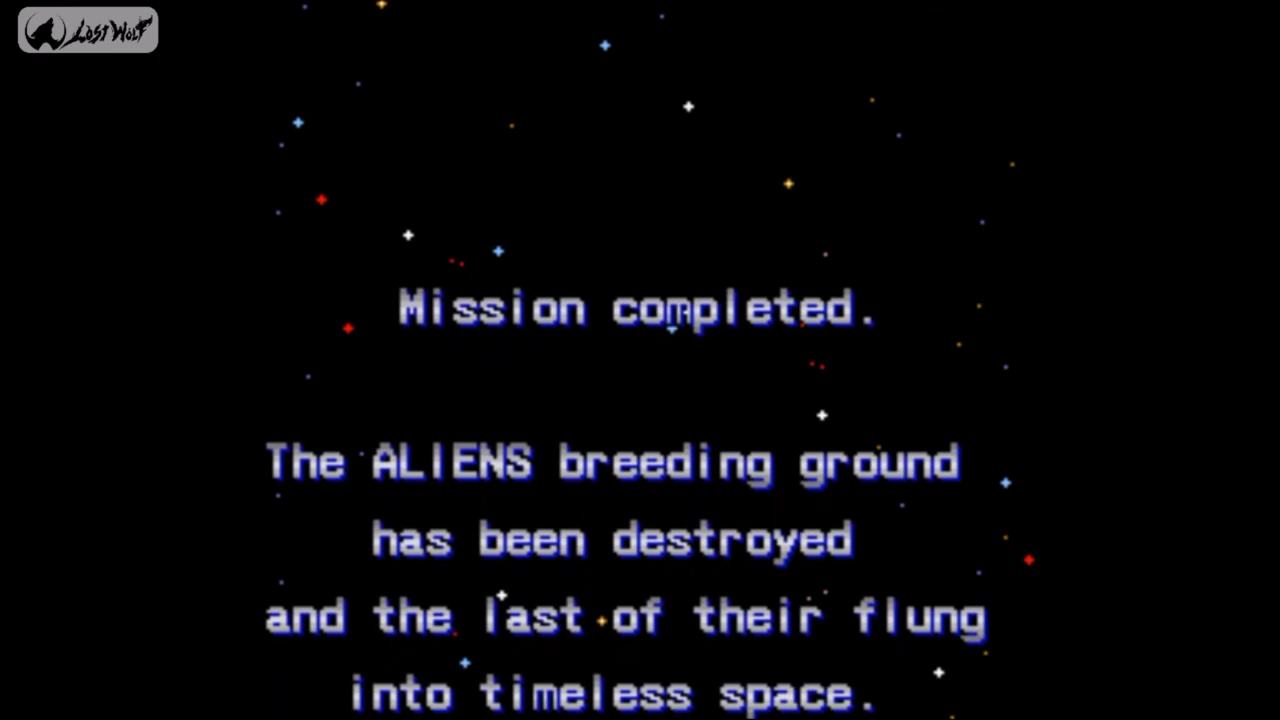 LOST WOLF
Mission completed.
The ALIENS breeding ground
has been destroyed
and the last of their flung
into timeless space.